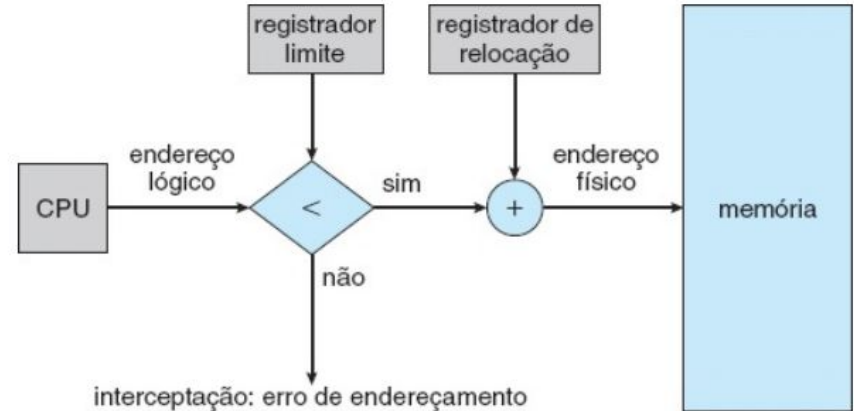 registrador
limite
registrador de
relocação
endereço
lógico
endereço
físico
CPU
<
sim
+
memória
não
interceptação: erro de endereçamento